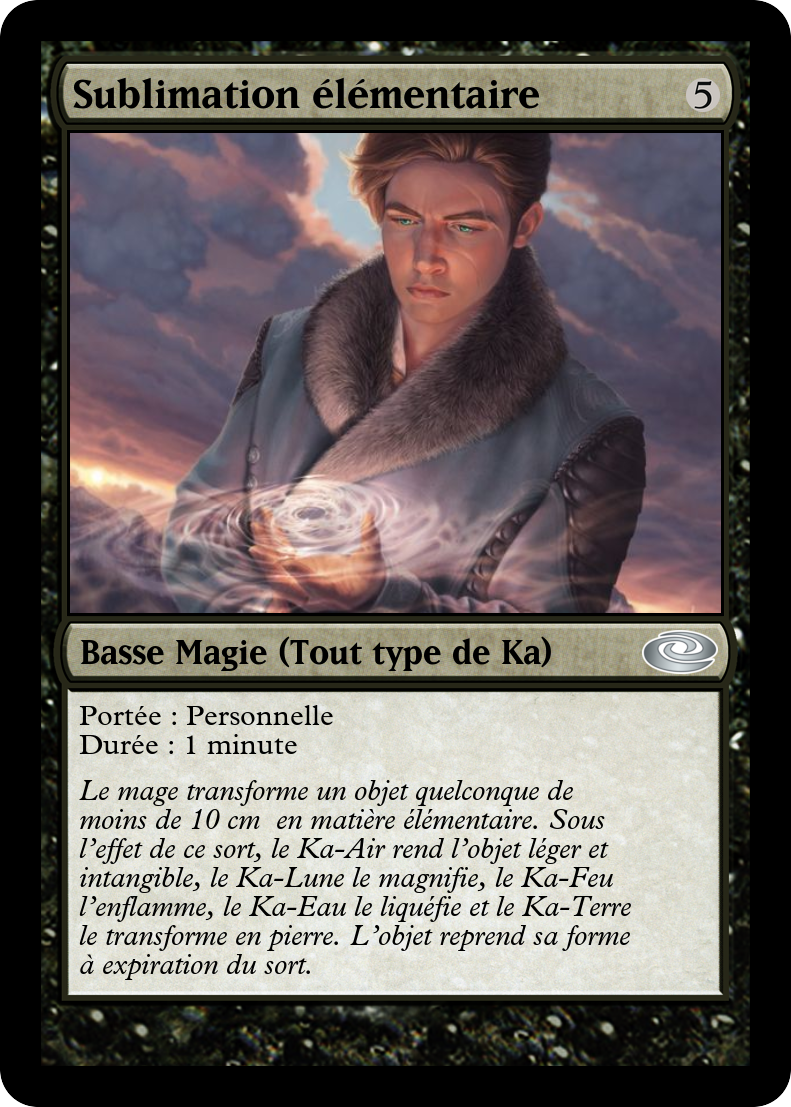 Sublimation élémentaire 5
Basse Magie (Tout type de Ka)
Portée : Personnelle
Durée : 1 minute
Le mage transforme un objet quelconque de
moins de 10 cm  en matière élémentaire. Sous
l'effet de ce sort, le Ka-Air rend l'objet léger et
intangible, le Ka-Lune le magnifie, le Ka-Feu
l'enflamme, le Ka-Eau le liquéfie et le Ka-Terre
le transforme en pierre. L'objet reprend sa forme
à expiration du sort.